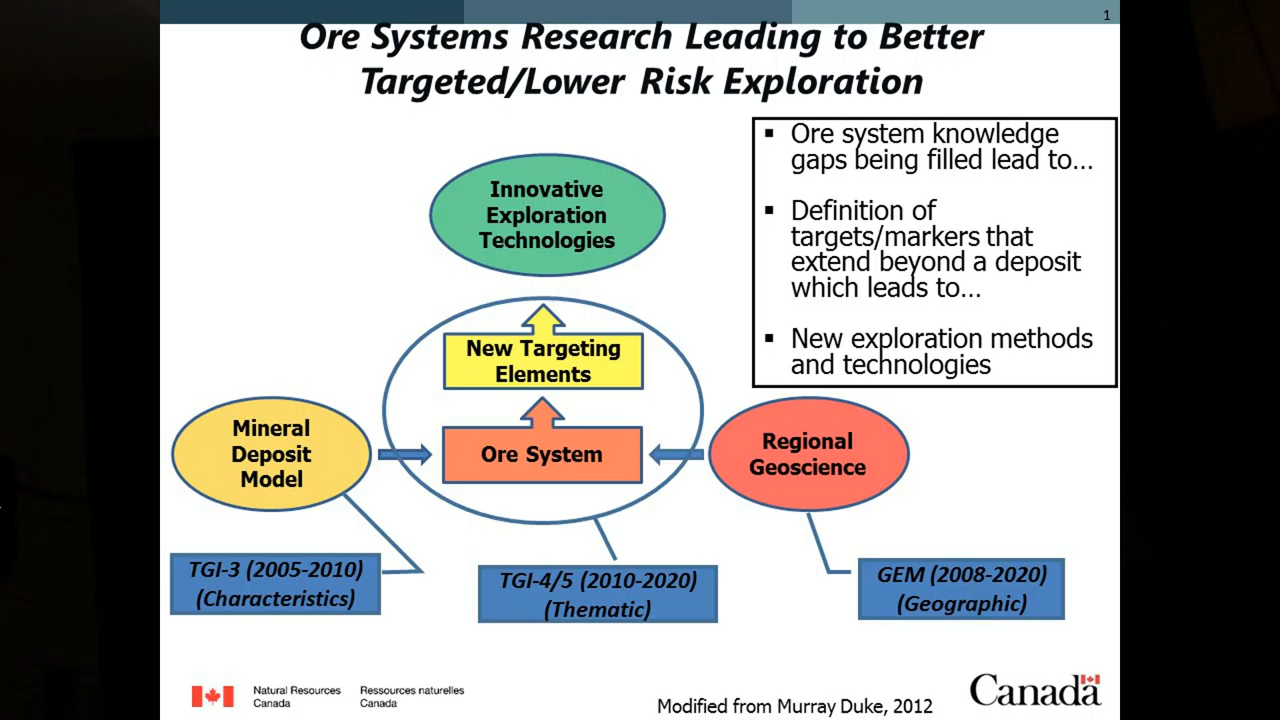 1
Ore Systems Research Leading to Better
Targeted/Lower Risk Exploration
▪ Ore system knowledge
gaps being filled lead to...
▪ Definition of
targets/markers that
extend beyond a deposit
which leads to...
▪ New exploration methods
and technologies
Innovative
Exploration
Technologies
New Targeting
Elements
Mineral
Deposit
Model
Ore System
Regional
Geoscience
TGI-3 (2005-2010)
(Characteristics)
TGI-4/5 (2010-2020)
(Thematic)
GEM (2008-2020)
(Geographic)
Natural Resources
Canada
Ressources naturelles
Canada
Modified from Murray Duke, 2012
Canada